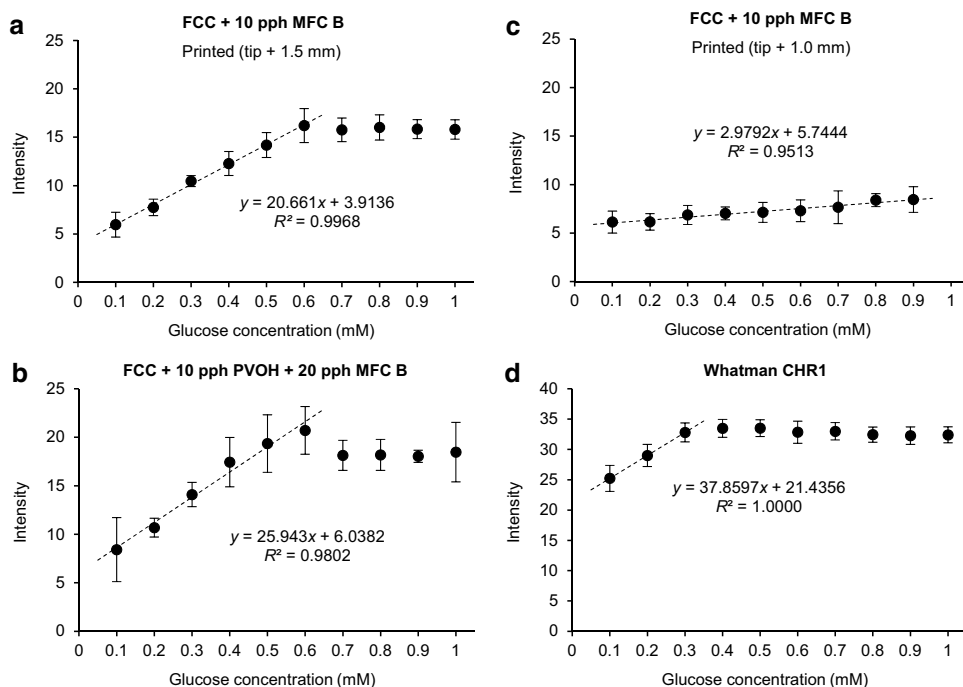 a
FCC + 10 pph MFC B
Printed (tip + 1.5 mm)
Intensity
25
20
15
10
5
0
y = 20.661x + 3.9136
R² = 0.9968
0 0.1 0.2 0.3 0.4 0.5 0.6 0.7 0.8 0.9 1
Glucose concentration (mM)
b
FCC + 10 pph PVOH + 20 pph MFC B
Intensity
25
20
15
10
5
0
y = 25.943x + 6.0382
R² = 0.9802
0 0.1 0.2 0.3 0.4 0.5 0.6 0.7 0.8 0.9 1
Glucose concentration (mM)
c
FCC + 10 pph MFC B
Printed (tip + 1.0 mm)
Intensity
25
20
15
10
5
0
y = 2.9792x + 5.7444
R² = 0.9513
0 0.1 0.2 0.3 0.4 0.5 0.6 0.7 0.8 0.9 1
Glucose concentration (mM)
d
Whatman CHR1
Intensity
40
35
30
25
20
15
10
5
0
y = 37.8597x + 21.4356
R² = 1.0000
0 0.1 0.2 0.3 0.4 0.5 0.6 0.7 0.8 0.9 1
Glucose concentration (mM)